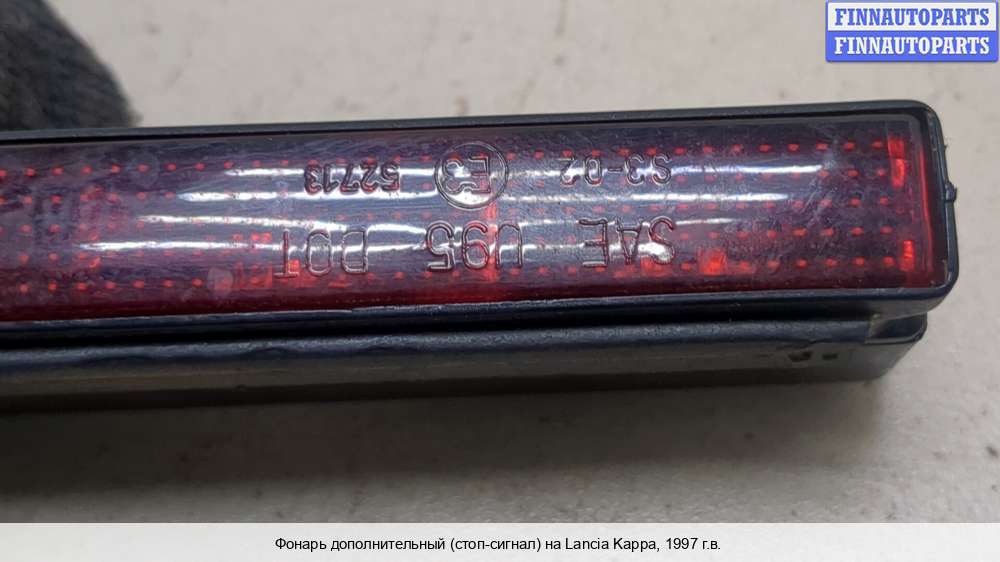 FINNAUTOPARTS
FINNAUTOPARTS
S3-02 E3 52713
SAE U95 DOT
Фонарь дополнительный (стоп-сигнал) на Lancia Kappa, 1997 г.в.